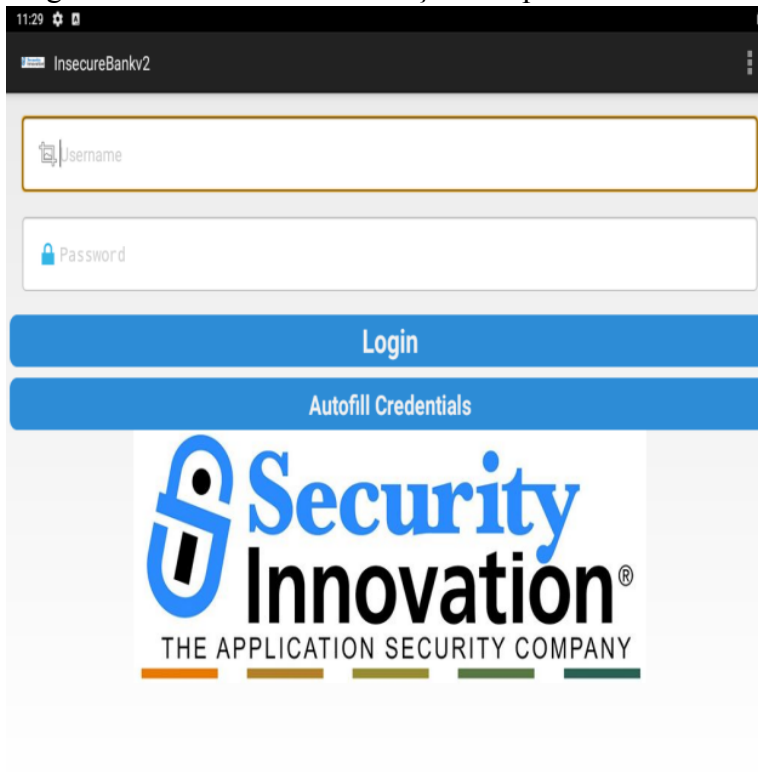 11:29
InsecureBankv2
Username
Password
Login
Autofill Credentials
Security
Innovation®
THE APPLICATION SECURITY COMPANY